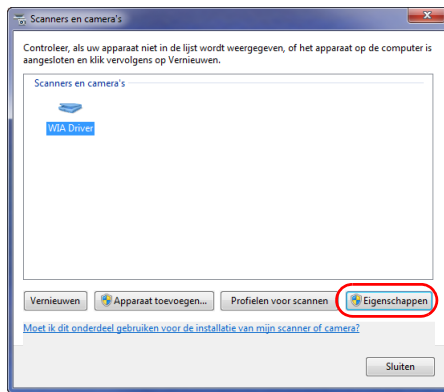 Scanners en camera's
Controleer, als uw apparaat niet in de lijst wordt weergegeven, of het apparaat op de computer is
aangesloten en klik vervolgens op Vernieuwen.
Scanners en camera's
WIA Driver
Vernieuwen
Apparaat toevoegen...
Profielen voor scannen
Eigenschappen
Moet ik dit onderdeel gebruiken voor de installatie van mijn scanner of camera?
Sluiten